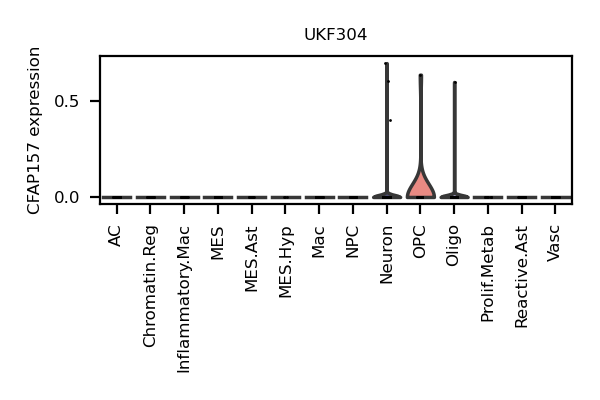 UKF304
CFAP157 expression
0.5
0.0
AC
Chromatin.Reg
Inflammatory.Mac
MES
MES.Ast
MES.Hyp
Mac
NPC
Neuron
OPC
Oligo
Prolif.Metab
Reactive.Ast
Vasc